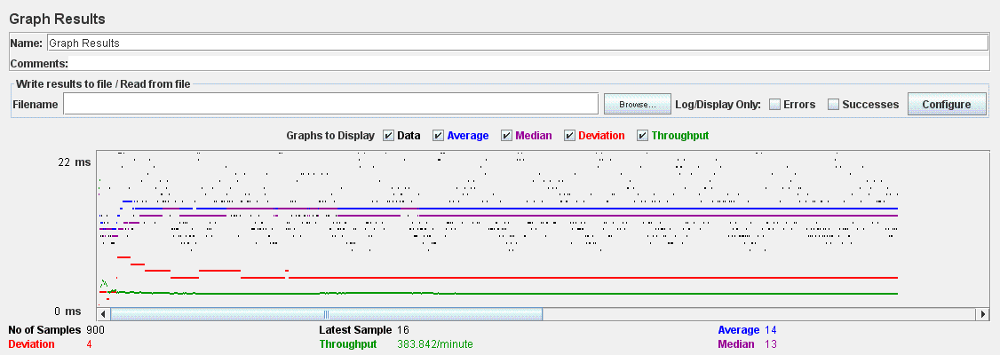 Graph Results
Name: Graph Results
Comments:
Write results to file / Read from file
Filename Browse... Log/Display Only: Errors Successes Configure
Graphs to Display Data Average Median Deviation Throughput
22 ms
0 ms
No of Samples 900 Latest Sample 16 Average 14
Deviation 4 Throughput 383.842/minute Median 13